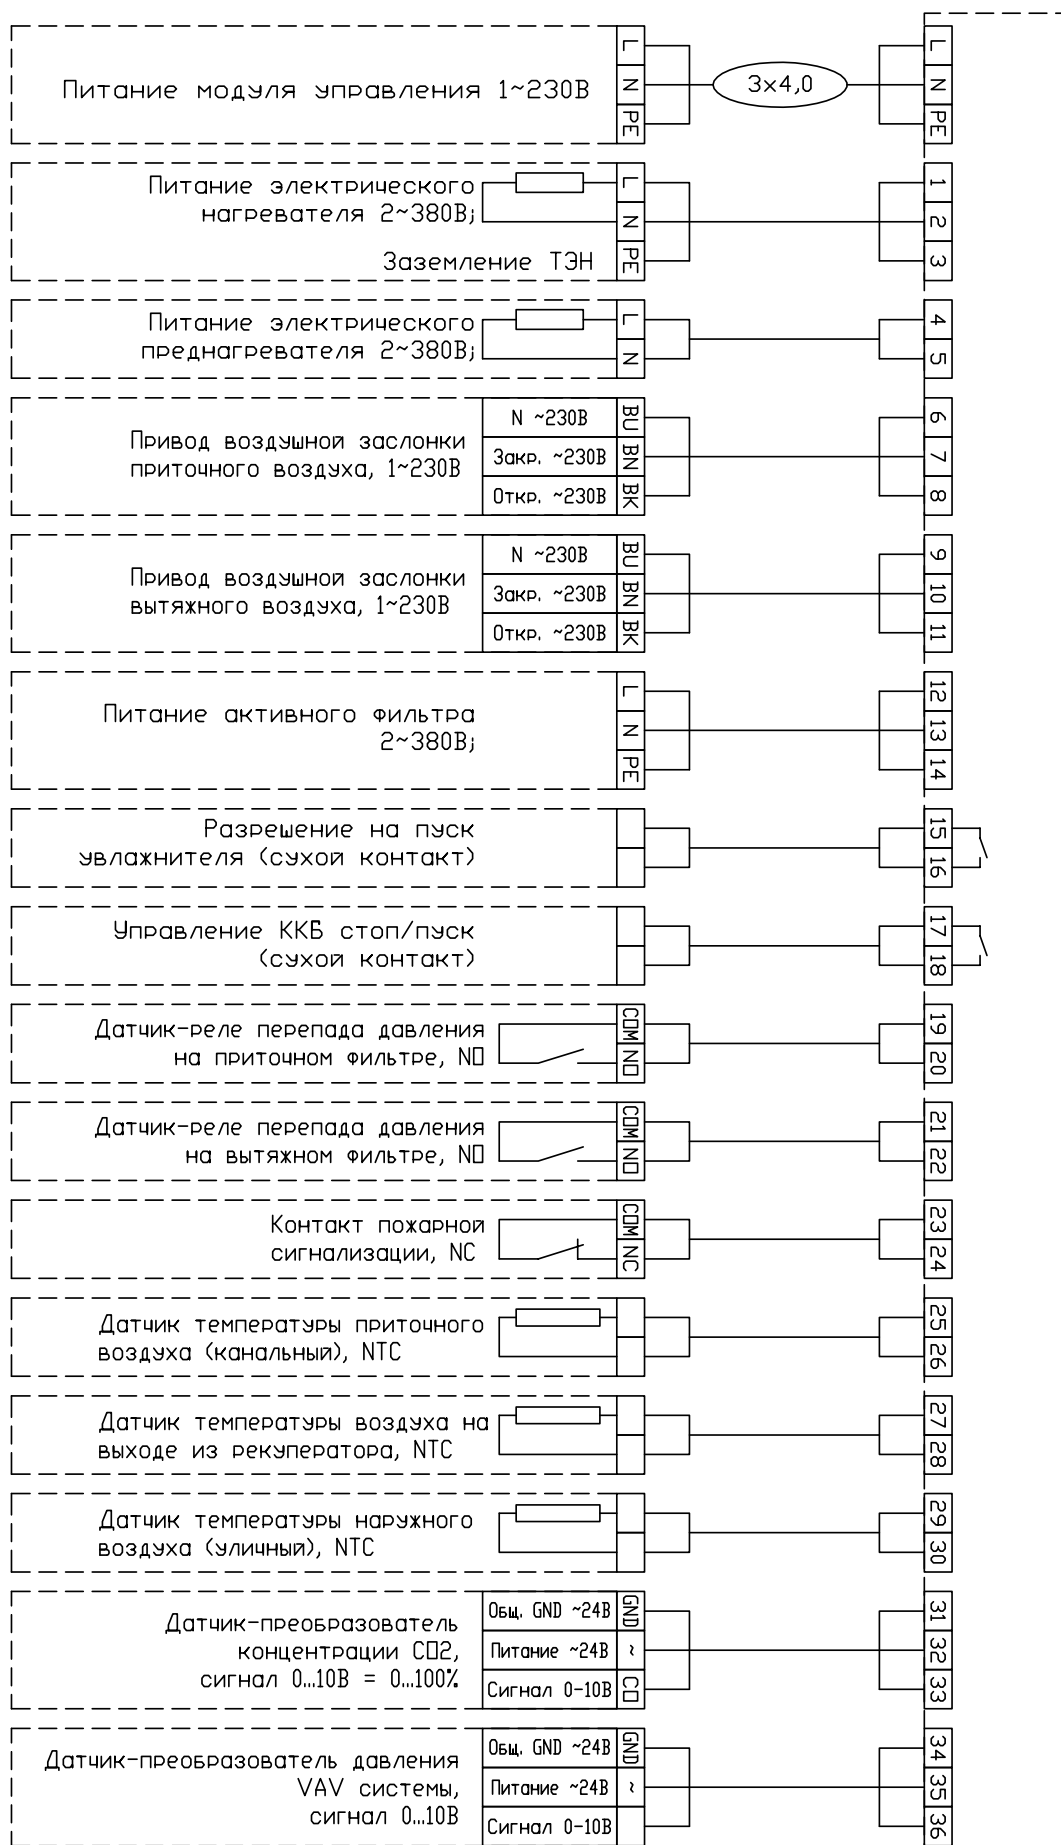 Питание модуля управления 1~230В
L
N
PE
3x4,0
L
N
PE
Питание электрического
нагревателя 2~380В;
Заземление ТЭН
L
N
PE
1
2
3
Питание электрического
преднагревателя 2~380В;
L
N
4
5
Привод воздушной заслонки
приточного воздуха, 1~230В
N ~230В
Закр. ~230В
Откр. ~230В
BU
BN
BK
6
7
8
Привод воздушной заслонки
вытяжного воздуха, 1~230В
N ~230В
Закр. ~230В
Откр. ~230В
BU
BN
BK
9
10
11
Питание активного фильтра
2~380В;
L
N
PE
12
13
14
Разрешение на пуск
увлажнителя (сухой контакт)
15
16
Управление ККБ стоп/пуск
(сухой контакт)
17
18
Датчик-реле перепада давления
на приточном фильтре, NO
COM
NO
19
20
Датчик-реле перепада давления
на вытяжном фильтре, NO
COM
NO
21
22
Контакт пожарной
сигнализации, NC
COM
NC
23
24
Датчик температуры приточного
воздуха (канальный), NTC
25
26
Датчик температуры воздуха на
выходе из рекуператора, NTC
27
28
Датчик температуры наружного
воздуха (уличный), NTC
29
30
Датчик-преобразователь
концентрации CO2,
сигнал 0...10В = 0...100%
Общ. GND ~24В
Питание ~24В
Сигнал 0-10В
GND
~
CO
31
32
33
Датчик-преобразователь давления
VAV системы,
сигнал 0...10В
Общ. GND ~24В
Питание ~24В
Сигнал 0-10В
GND
~
34
35
36